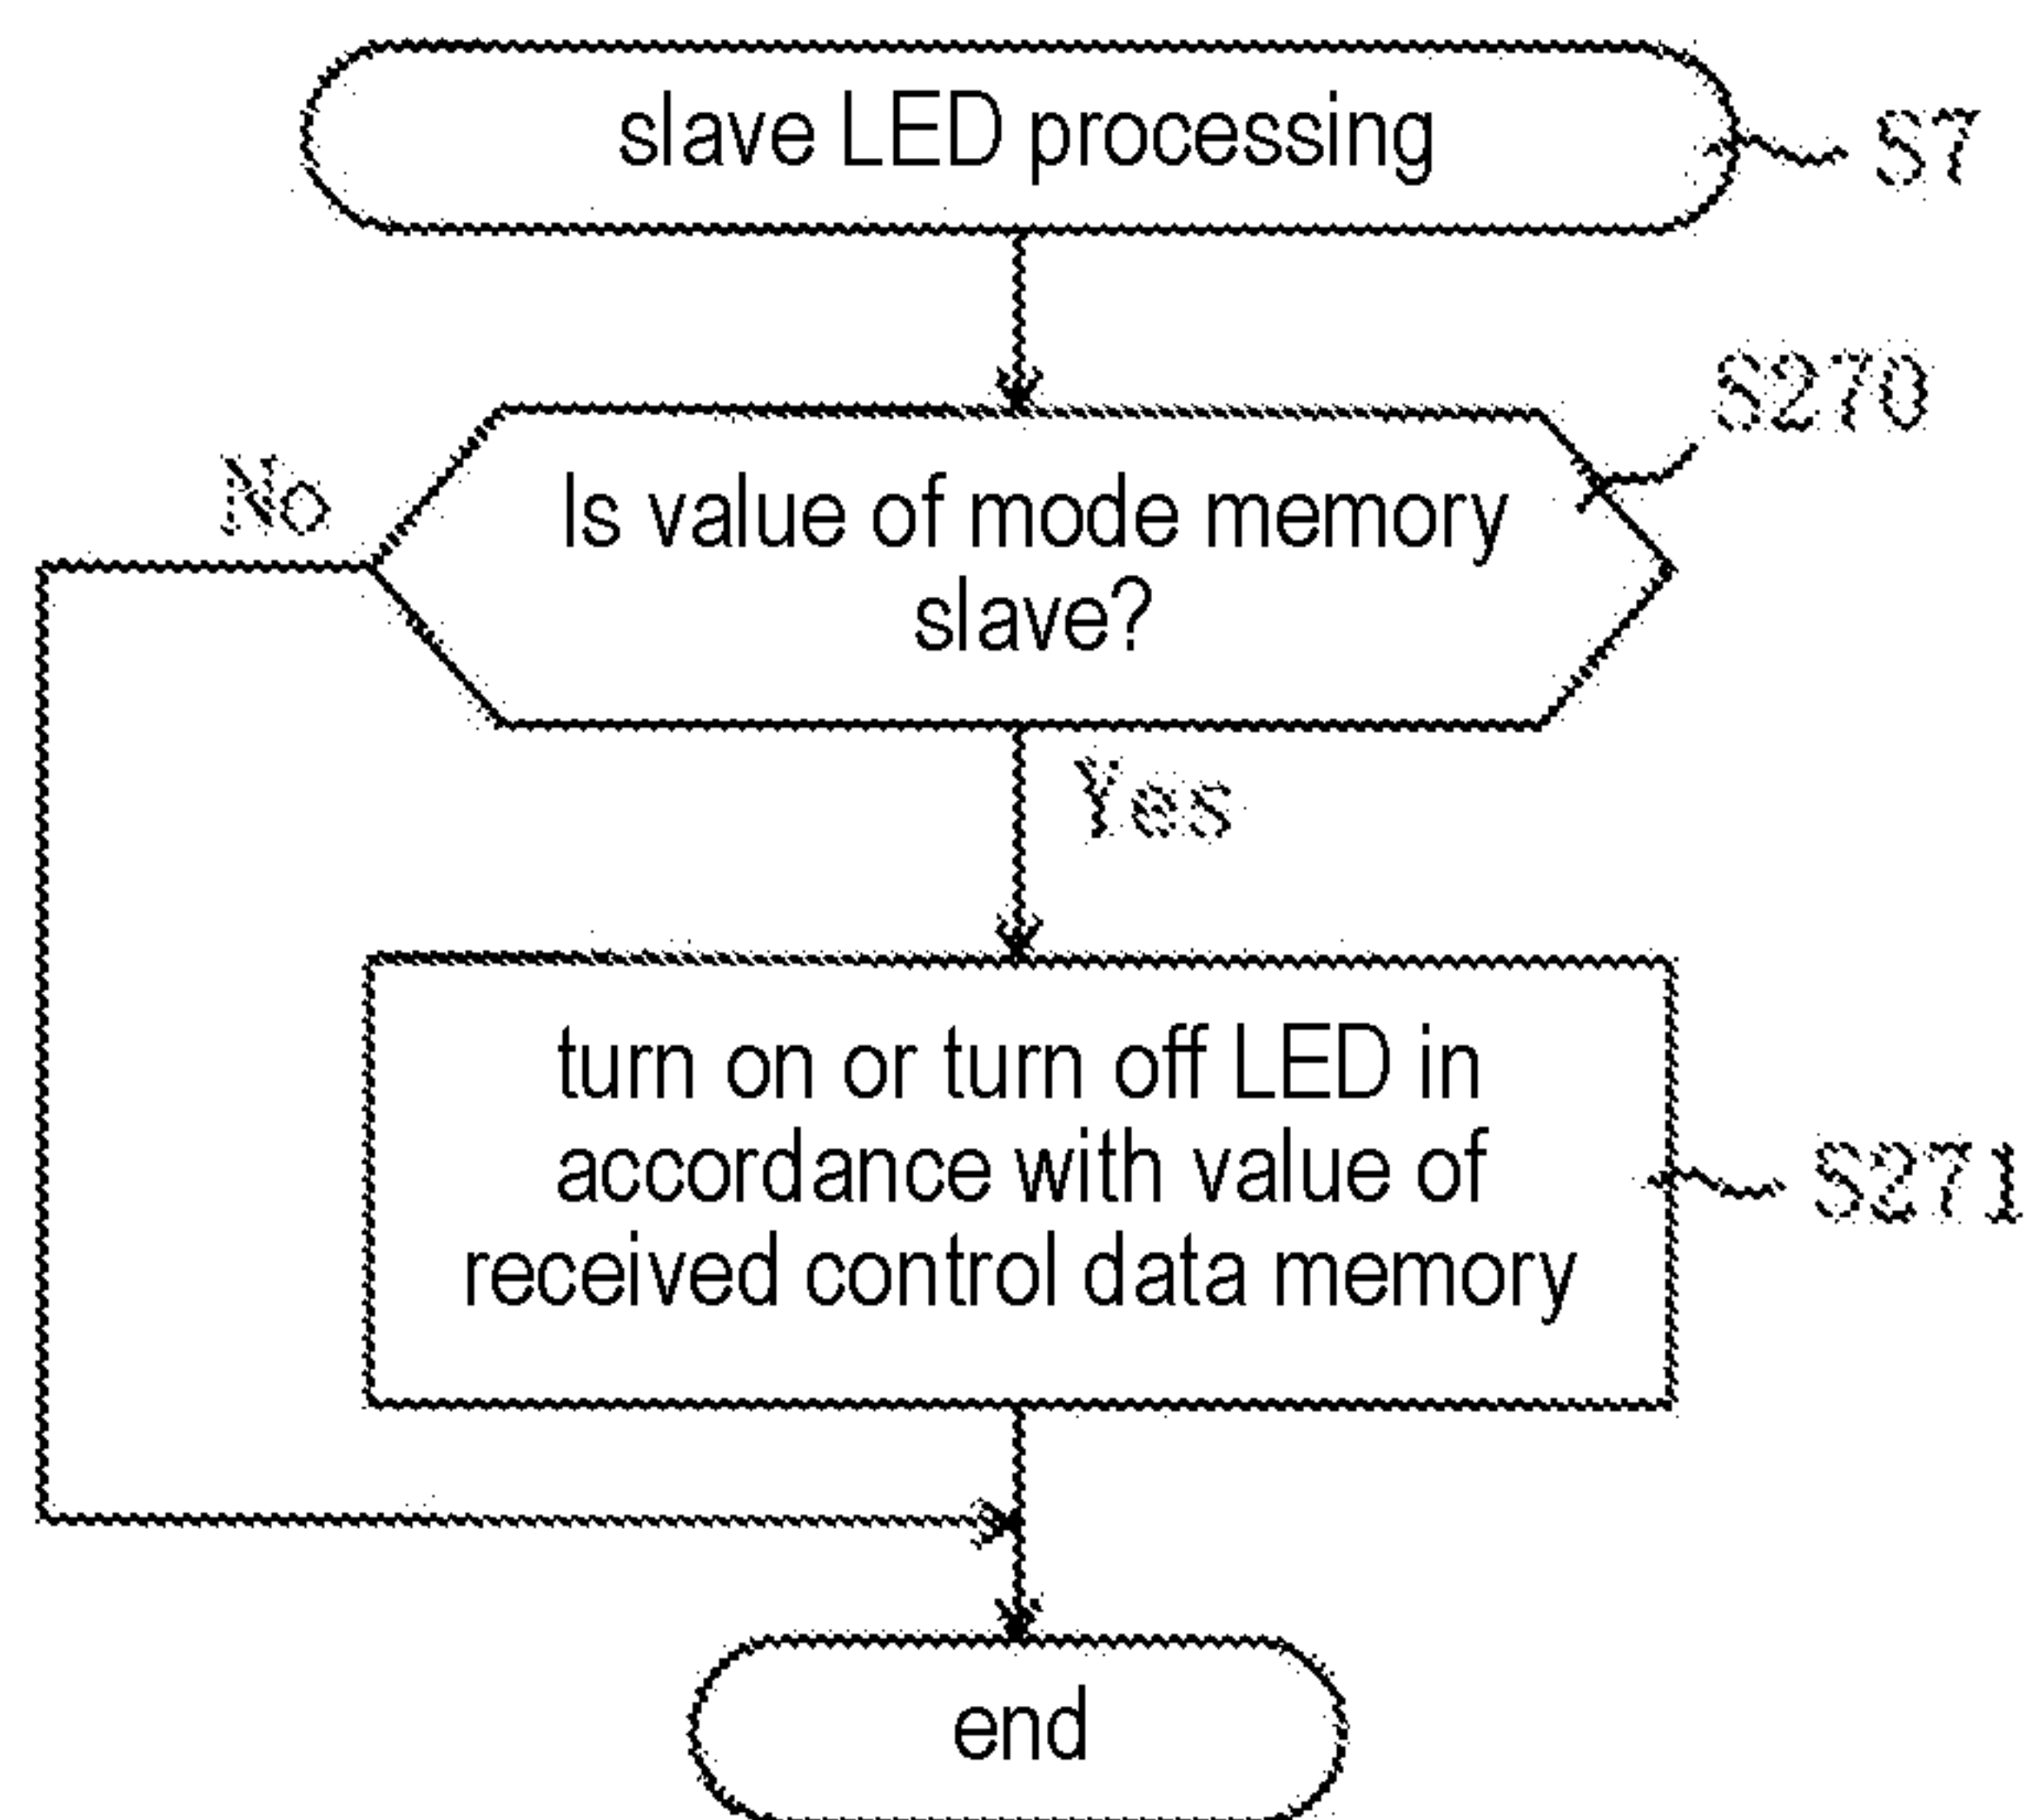 slave LED processing
S7
S270
No
Is value of mode memory
slave?
Yes
turn on or turn off LED in
accordance with value of
received control data memory
S271
end